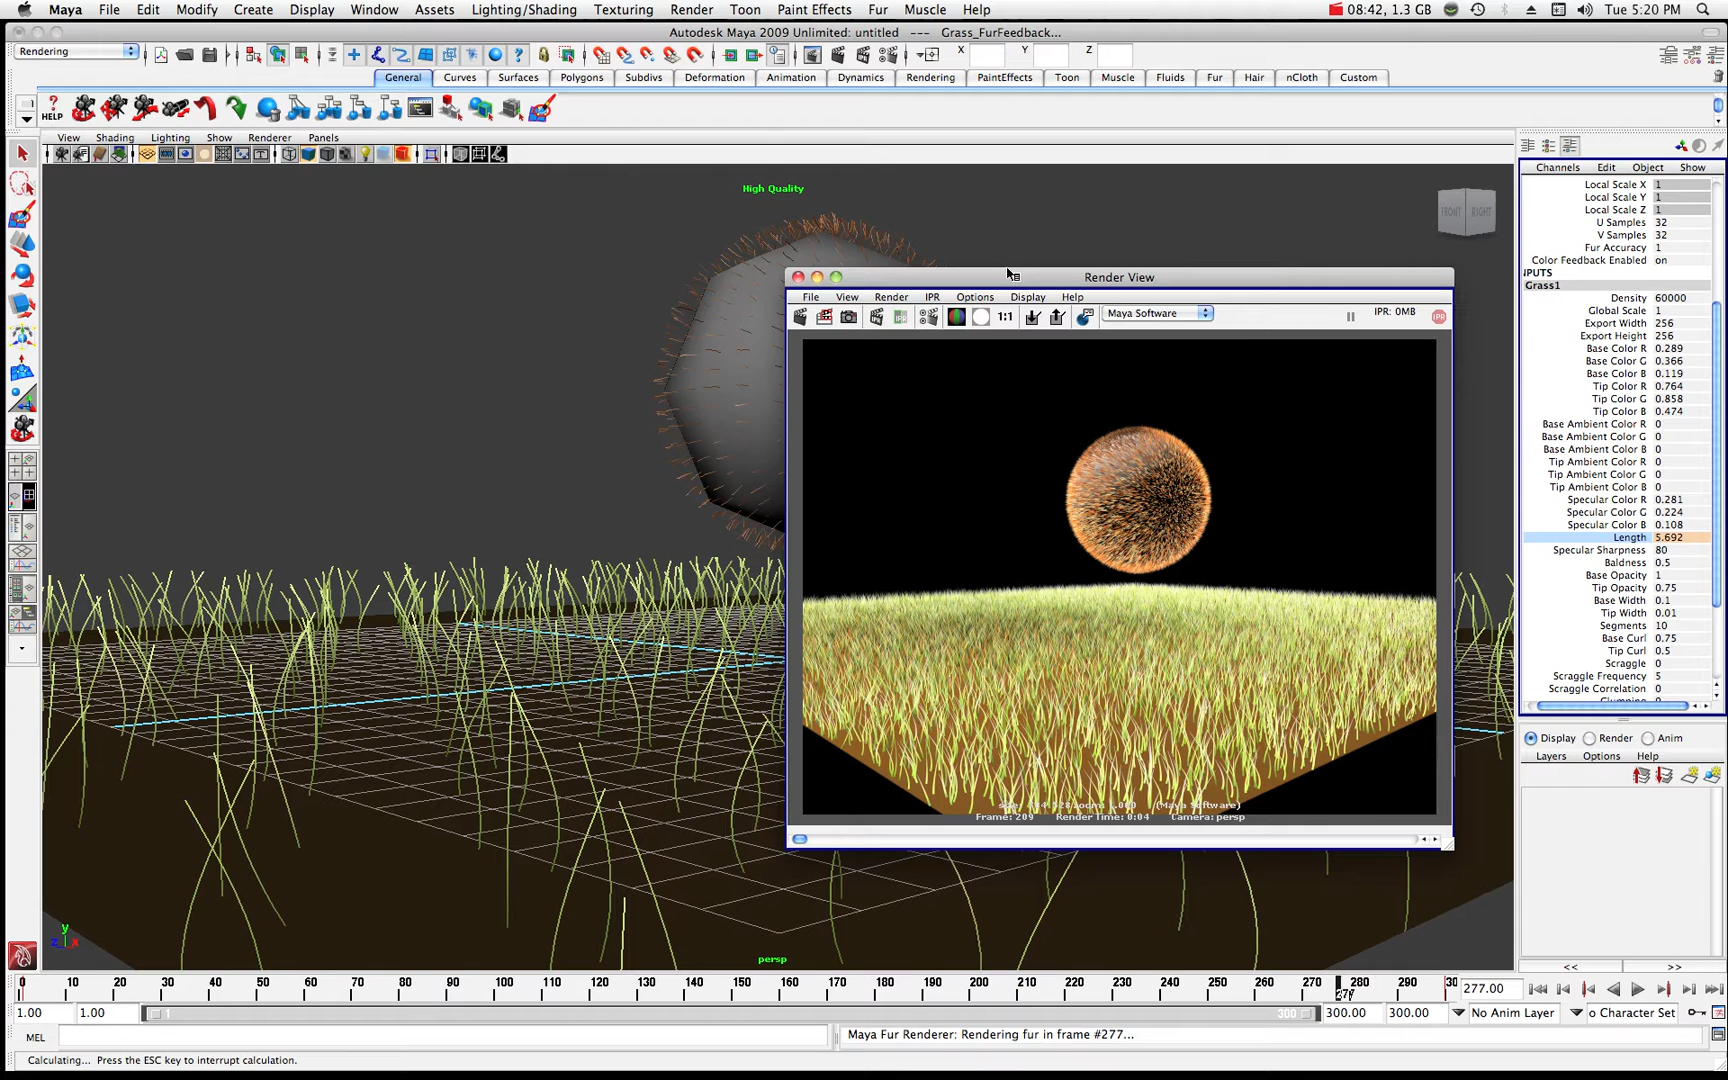 Maya File Edit Modify Create Display Window Assets Lighting/Shading Texturing Render Toon Paint Effects Fur Muscle Help 08:42, 1.3 GB Tue 5:20 PM
Autodesk Maya 2009 Unlimited: untitled --- Grass_FurFeedback...
Rendering X Y Z
General Curves Surfaces Polygons Subdivs Deformation Animation Dynamics Rendering PaintEffects Toon Muscle Fluids Fur Hair nCloth Custom
? HELP
View Shading Lighting Show Renderer Panels
High Quality
FRONT RIGHT
Render View
File View Render IPR Options Display Help
IPR 1:1 Maya Software IPR: 0MB IPR
Frame: 209 Render Time: 0:04 Camera: persp
(Maya Software)
Channels Edit Object Show
Local Scale X 1
Local Scale Y 1
Local Scale Z 1
U Samples 32
V Samples 32
Fur Accuracy 1
Color Feedback Enabled on
IPUTS
Grass1
Density 60000
Global Scale 1
Export Width 256
Export Height 256
Base Color R 0.289
Base Color G 0.366
Base Color B 0.119
Tip Color R 0.764
Tip Color G 0.858
Tip Color B 0.474
Base Ambient Color R 0
Base Ambient Color G 0
Base Ambient Color B 0
Tip Ambient Color R 0
Tip Ambient Color G 0
Tip Ambient Color B 0
Specular Color R 0.281
Specular Color G 0.224
Specular Color B 0.108
Length 5.692
Specular Sharpness 80
Baldness 0.5
Base Opacity 1
Tip Opacity 0.75
Base Width 0.1
Tip Width 0.01
Segments 10
Base Curl 0.75
Tip Curl 0.5
Scraggle 0
Scraggle Frequency 5
Scraggle Correlation 0
Display Render Anim
Layers Options Help
<< >>
y
z x
persp
0 10 20 30 40 50 60 70 80 90 100 110 120 130 140 150 160 170 180 190 200 210 220 230 240 250 260 270 280 290 30 277.00
277
1.00 1.00 1 300 300.00 300.00 No Anim Layer o Character Set
MEL Maya Fur Renderer: Rendering fur in frame #277...
Calculating... Press the ESC key to interrupt calculation.